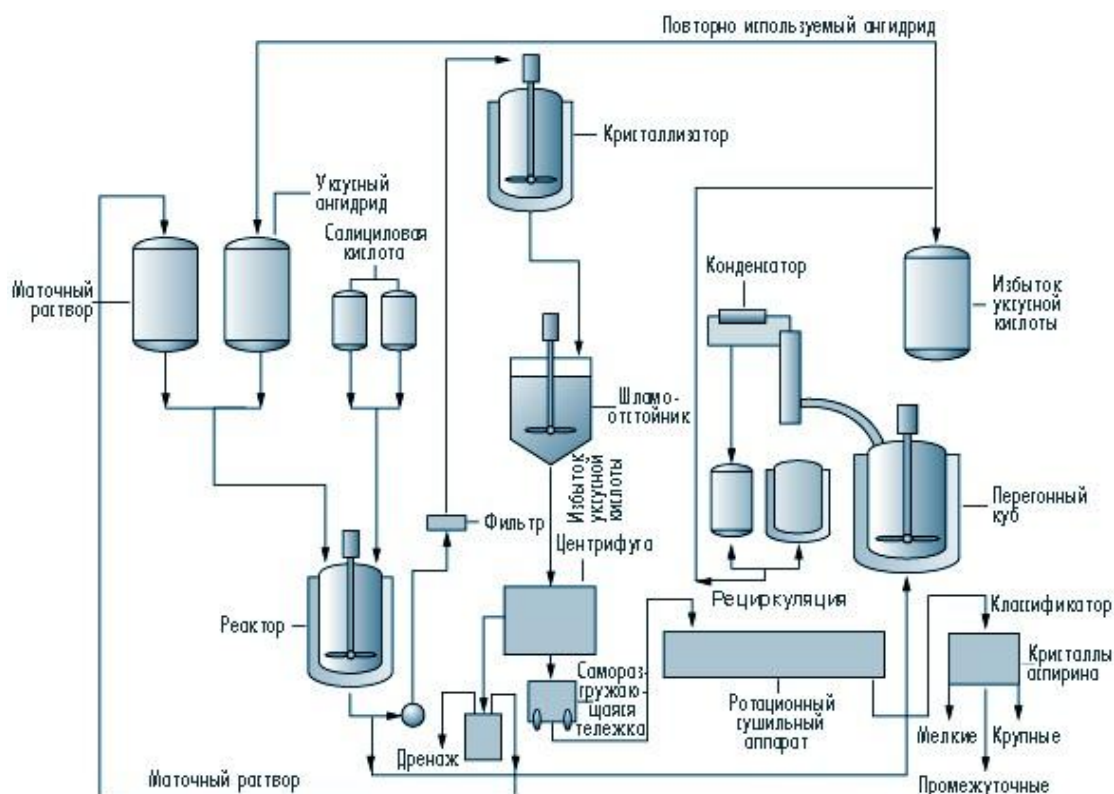 Повторно используемый ангидрид
Кристаллизатор
Уксусный
ангидрид
Салициловая
кислота
Маточный
раствор
Конденсатор
Избыток
уксусной
кислоты
Шламо-
отстойник
Избыток
уксусной
кислоты
Фильтр
Перегонный
куб
Центрифуга
Реактор
Рециркуляция
Классификатор
Самораз-
гружаю-
щаяся
тележка
Кристаллы
аспирина
Ротационный
сушильный
аппарат
Дренаж
Мелкие
Крупные
Маточный раствор
Промежуточные